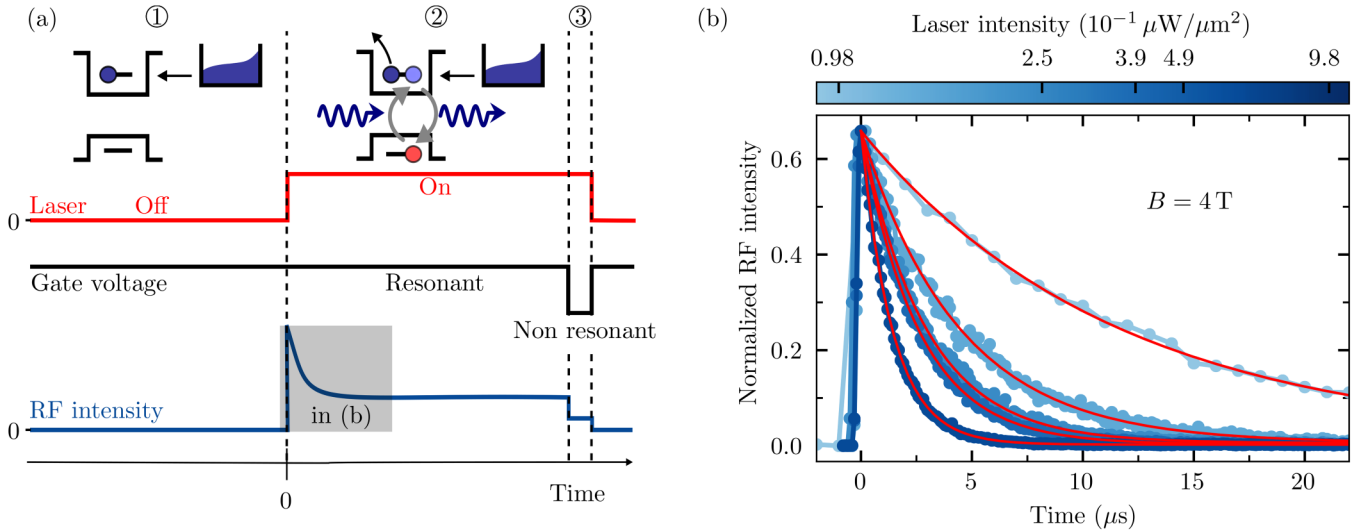 (a)
①
②
③
Laser
Off
On
0
Gate voltage
Resonant
Non resonant
RF intensity
in (b)
0
0
Time
(b)
Laser intensity (10⁻¹ μW/μm²)
0.98
2.5
3.9
4.9
9.8
Normalized RF intensity
0.6
0.4
0.2
0.0
B = 4 T
0
5
10
15
20
Time (μs)